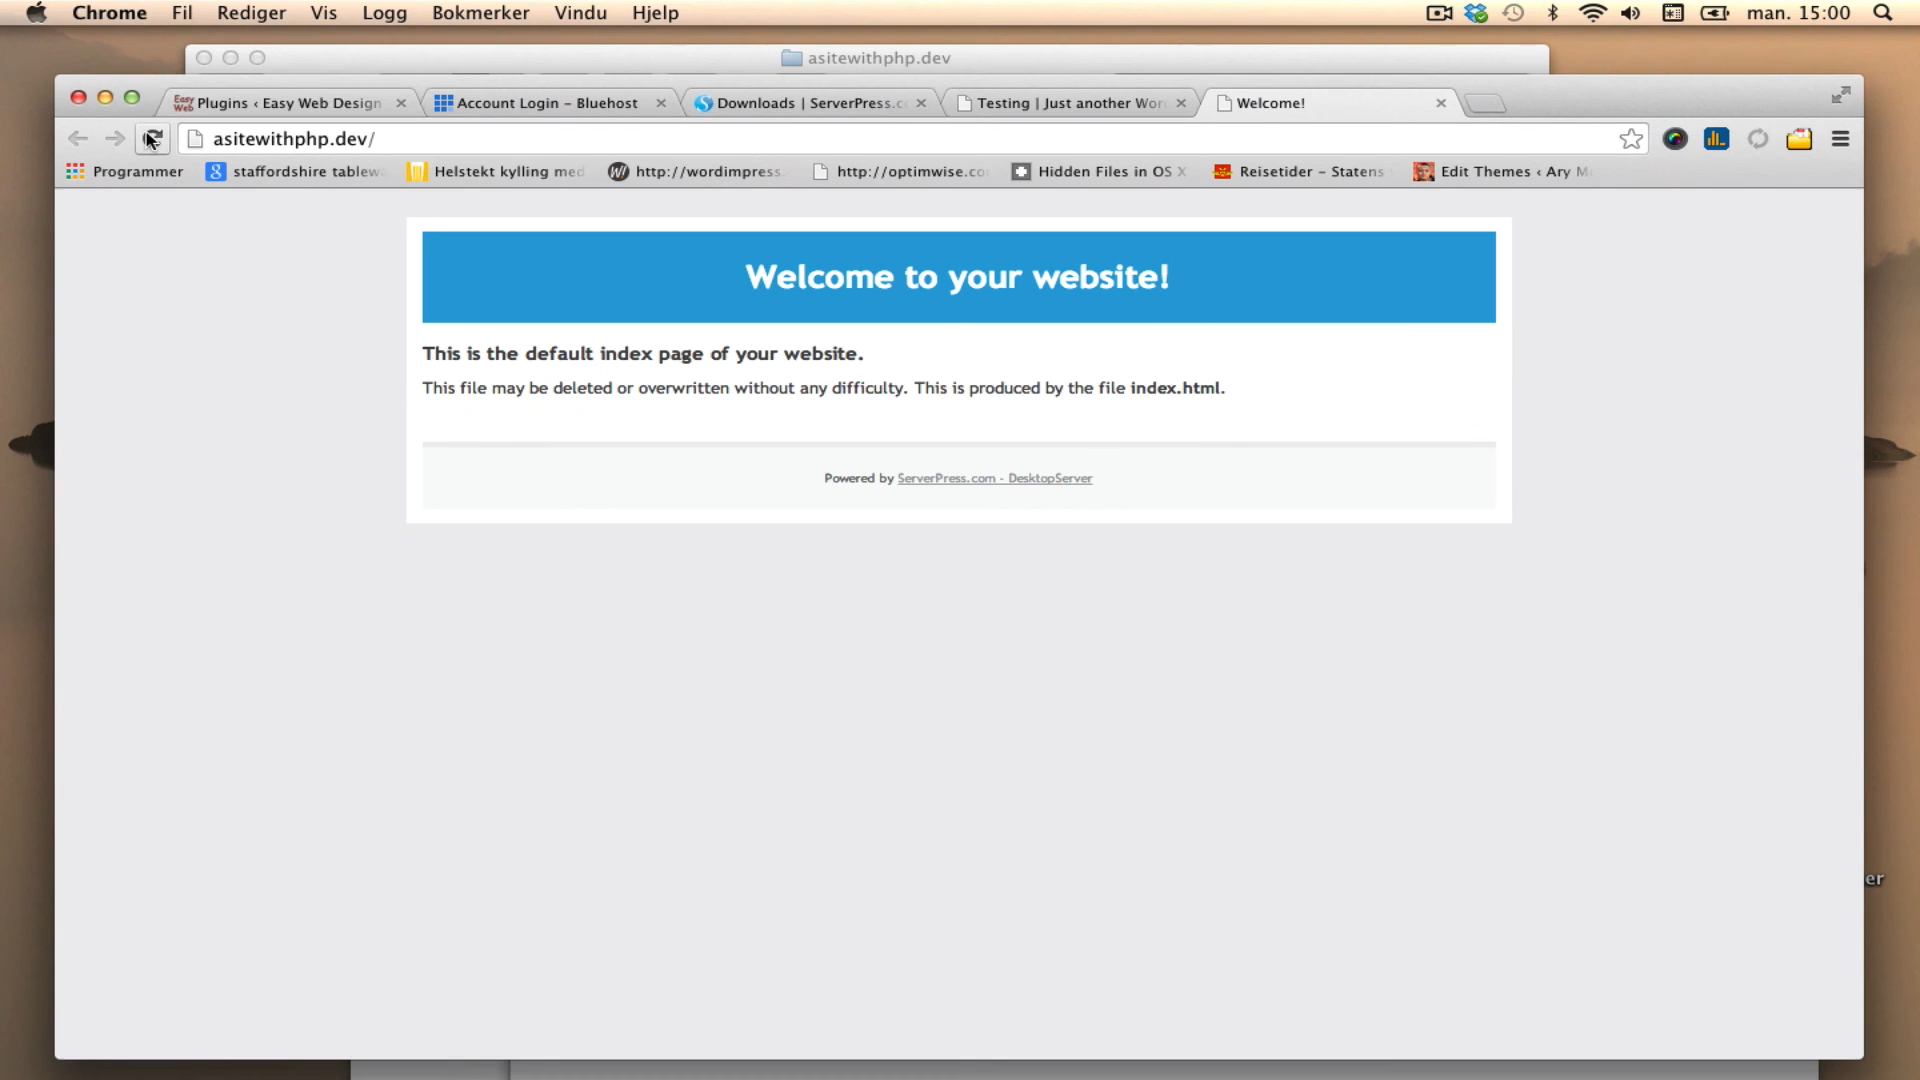 Chrome Fil Rediger Vis Logg Bokmerker Vindu Hjelp man. 15:00
asitewithphp.dev
Easy Web Plugins ‹ Easy Web Design Account Login – Bluehost Downloads | ServerPress.c Testing | Just another Wor Welcome!
asitewithphp.dev/
Programmer staffordshire tablew Helstekt kylling med http://wordimpress. http://optimwise.co Hidden Files in OS X Reisetider – Statens Edit Themes ‹ Ary M
Welcome to your website!
This is the default index page of your website.
This file may be deleted or overwritten without any difficulty. This is produced by the file index.html.
Powered by ServerPress.com - DesktopServer
er